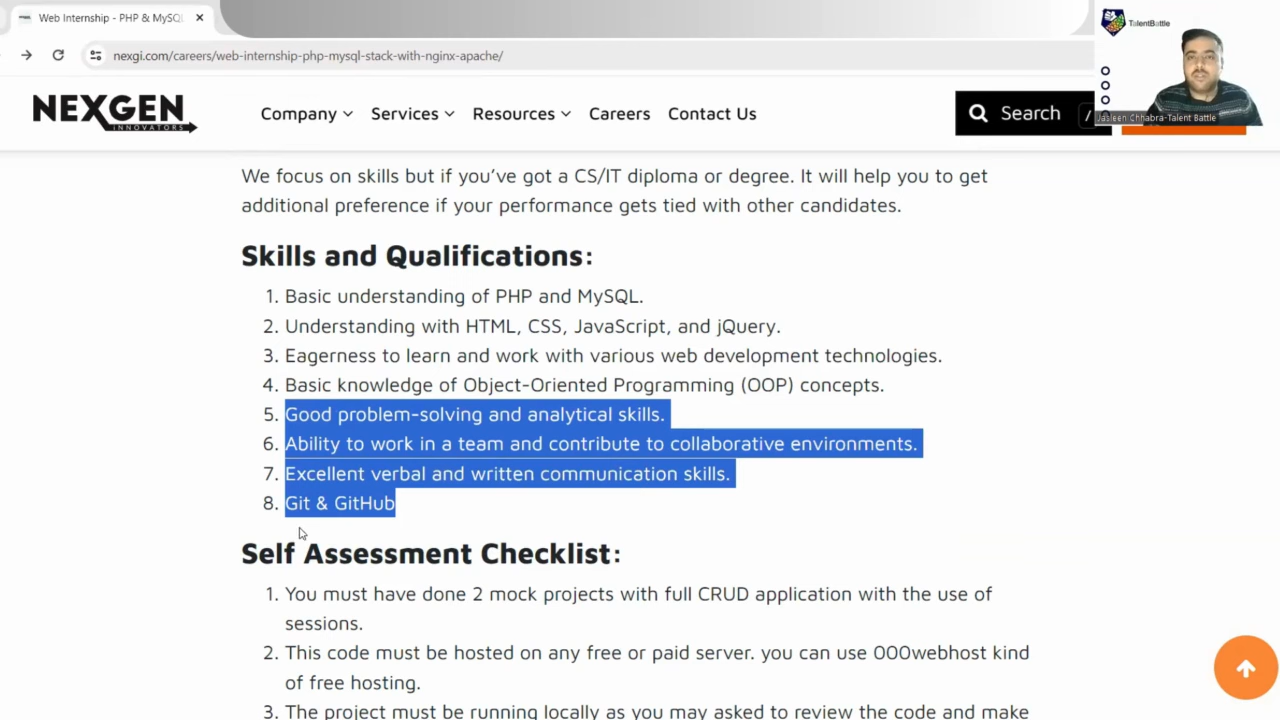 Web Internship - PHP & MySQL
TalentBattle
nexgi.com/careers/web-internship-php-mysql-stack-with-nginx-apache/
NEXGEN
INNOVATORS
Company
Services
Resources
Careers
Contact Us
Search
/
Jasleen Chhabra-Talent Battle
We focus on skills but if you’ve got a CS/IT diploma or degree. It will help you to get
additional preference if your performance gets tied with other candidates.
Skills and Qualifications:
1. Basic understanding of PHP and MySQL.
2. Understanding with HTML, CSS, JavaScript, and jQuery.
3. Eagerness to learn and work with various web development technologies.
4. Basic knowledge of Object-Oriented Programming (OOP) concepts.
5. Good problem-solving and analytical skills.
6. Ability to work in a team and contribute to collaborative environments.
7. Excellent verbal and written communication skills.
8. Git & GitHub
Self Assessment Checklist:
1. You must have done 2 mock projects with full CRUD application with the use of
sessions.
2. This code must be hosted on any free or paid server. you can use 000webhost kind
of free hosting.
3. The project must be running locally as you may asked to review the code and make